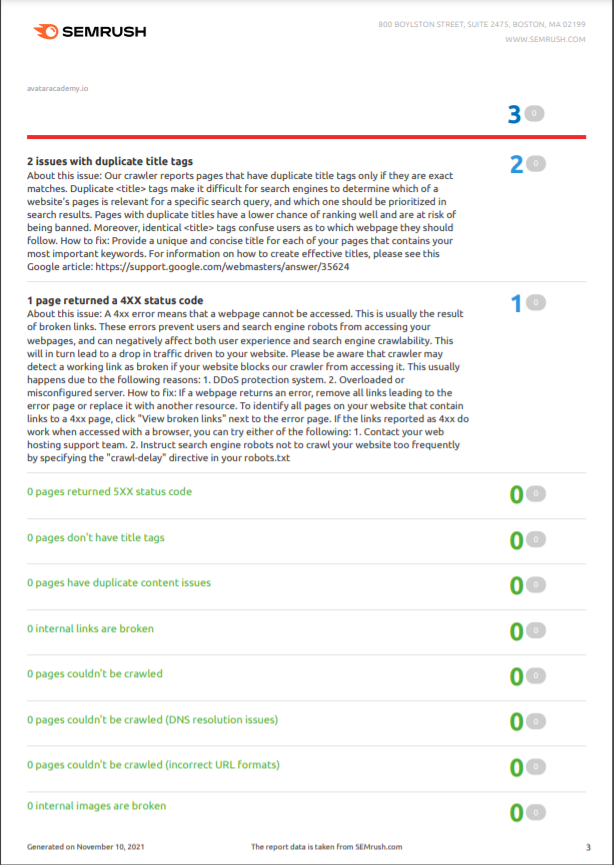 SEMRUSH
800 BOYLSTON STREET, SUITE 2475, BOSTON, MA 02199
WWW.SEMRUSH.COM
avataracademy.io
3 0
2 issues with duplicate title tags
2 0
About this issue: Our crawler reports pages that have duplicate title tags only if they are exact
matches. Duplicate <title> tags make it difficult for search engines to determine which of a
website's pages is relevant for a specific search query, and which one should be prioritized in
search results. Pages with duplicate titles have a lower chance of ranking well and are at risk of
being banned. Moreover, identical <title> tags confuse users as to which webpage they should
follow. How to fix: Provide a unique and concise title for each of your pages that contains your
most important keywords. For information on how to create effective titles, please see this
Google article: https://support.google.com/webmasters/answer/35624
1 page returned a 4XX status code
1 0
About this issue: A 4xx error means that a webpage cannot be accessed. This is usually the result
of broken links. These errors prevent users and search engine robots from accessing your
webpages, and can negatively affect both user experience and search engine crawlability. This
will in turn lead to a drop in traffic driven to your website. Please be aware that crawler may
detect a working link as broken if your website blocks our crawler from accessing it. This usually
happens due to the following reasons: 1. DDoS protection system. 2. Overloaded or
misconfigured server. How to fix: If a webpage returns an error, remove all links leading to the
error page or replace it with another resource. To identify all pages on your website that contain
links to a 4xx page, click "View broken links" next to the error page. If the links reported as 4xx do
work when accessed with a browser, you can try either of the following: 1. Contact your web
hosting support team. 2. Instruct search engine robots not to crawl your website too frequently
by specifying the "crawl-delay" directive in your robots.txt
0 pages returned 5XX status code
0 0
0 pages don't have title tags
0 0
0 pages have duplicate content issues
0 0
0 internal links are broken
0 0
0 pages couldn't be crawled
0 0
0 pages couldn't be crawled (DNS resolution issues)
0 0
0 pages couldn't be crawled (incorrect URL formats)
0 0
0 internal images are broken
0 0
Generated on November 10, 2021
The report data is taken from SEMrush.com
3